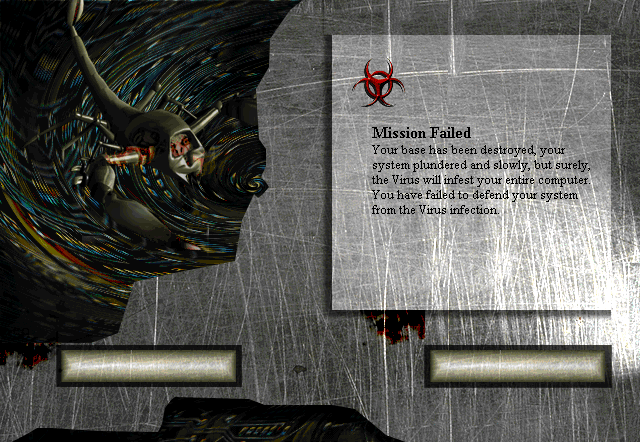 Mission Failed
Your base has been destroyed, your
system plundered and slowly, but surely,
the Virus will infest your entire computer.
You have failed to defend your system
from the Virus infection.